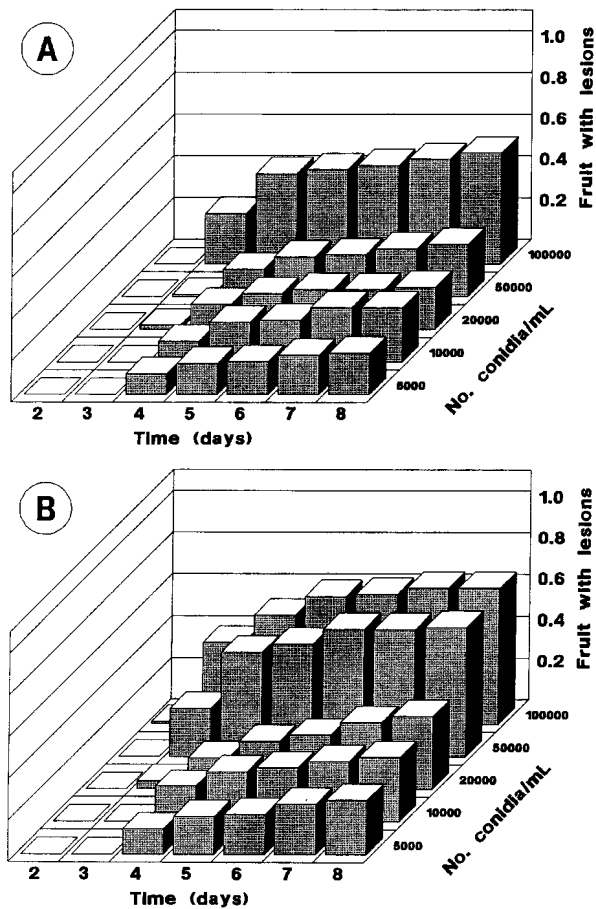 A
1.0
0.8
0.6
0.4
0.2
Fruit with lesions
100000
50000
20000
10000
5000
No. conidia/mL
2 3 4 5 6 7 8
Time (days)
B
1.0
0.8
0.6
0.4
0.2
Fruit with lesions
100000
50000
20000
10000
5000
No. conidia/mL
2 3 4 5 6 7 8
Time (days)